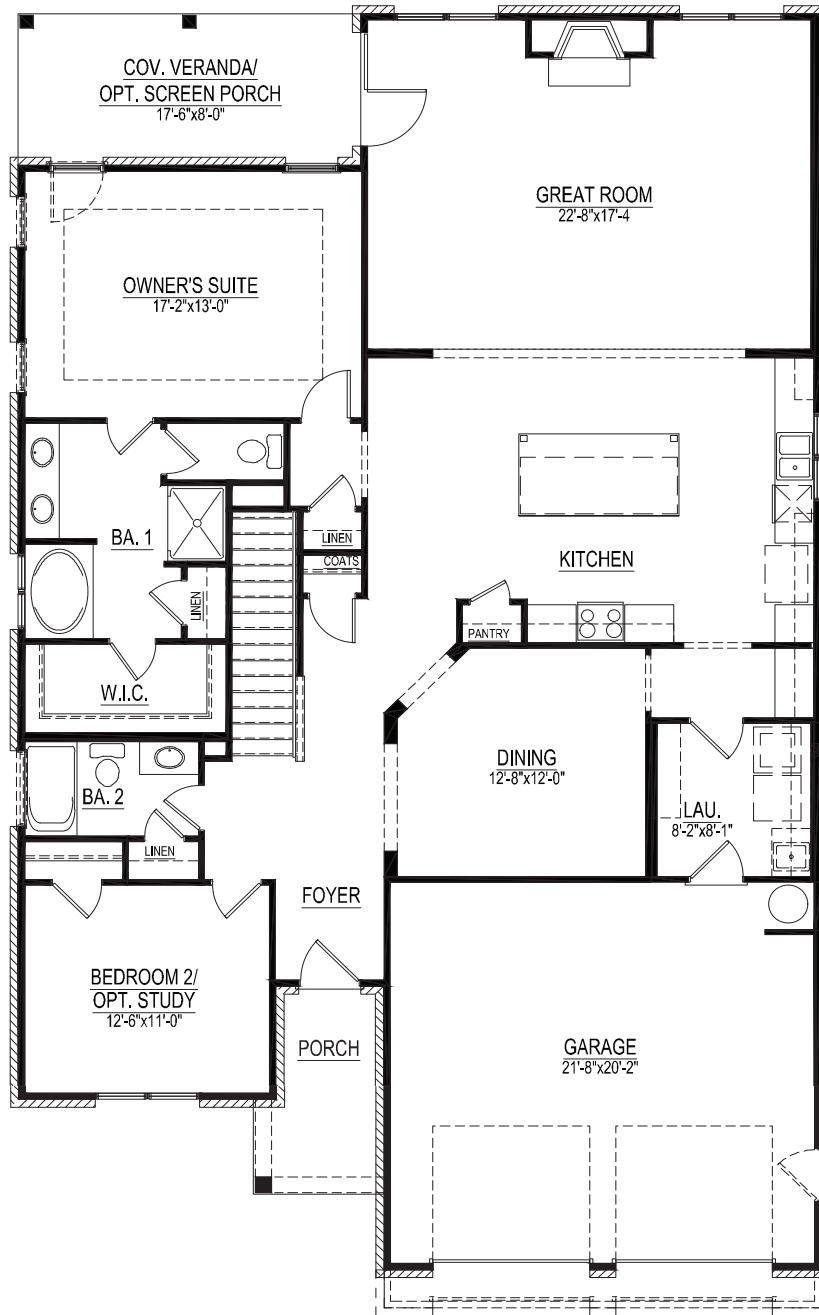 COV. VERANDA/
OPT. SCREEN PORCH
17'-6"x8'-0"
GREAT ROOM
22'-8"x17'-4
OWNER'S SUITE
17'-2"x13'-0"
BA. 1
LINEN
COATS
KITCHEN
LINEN
PANTRY
W.I.C.
DINING
12'-8"x12'-0"
BA. 2
LAU.
8'-2"x8'-1"
LINEN
FOYER
BEDROOM 2/
OPT. STUDY
12'-6"x11'-0"
PORCH
GARAGE
21'-8"x20'-2"